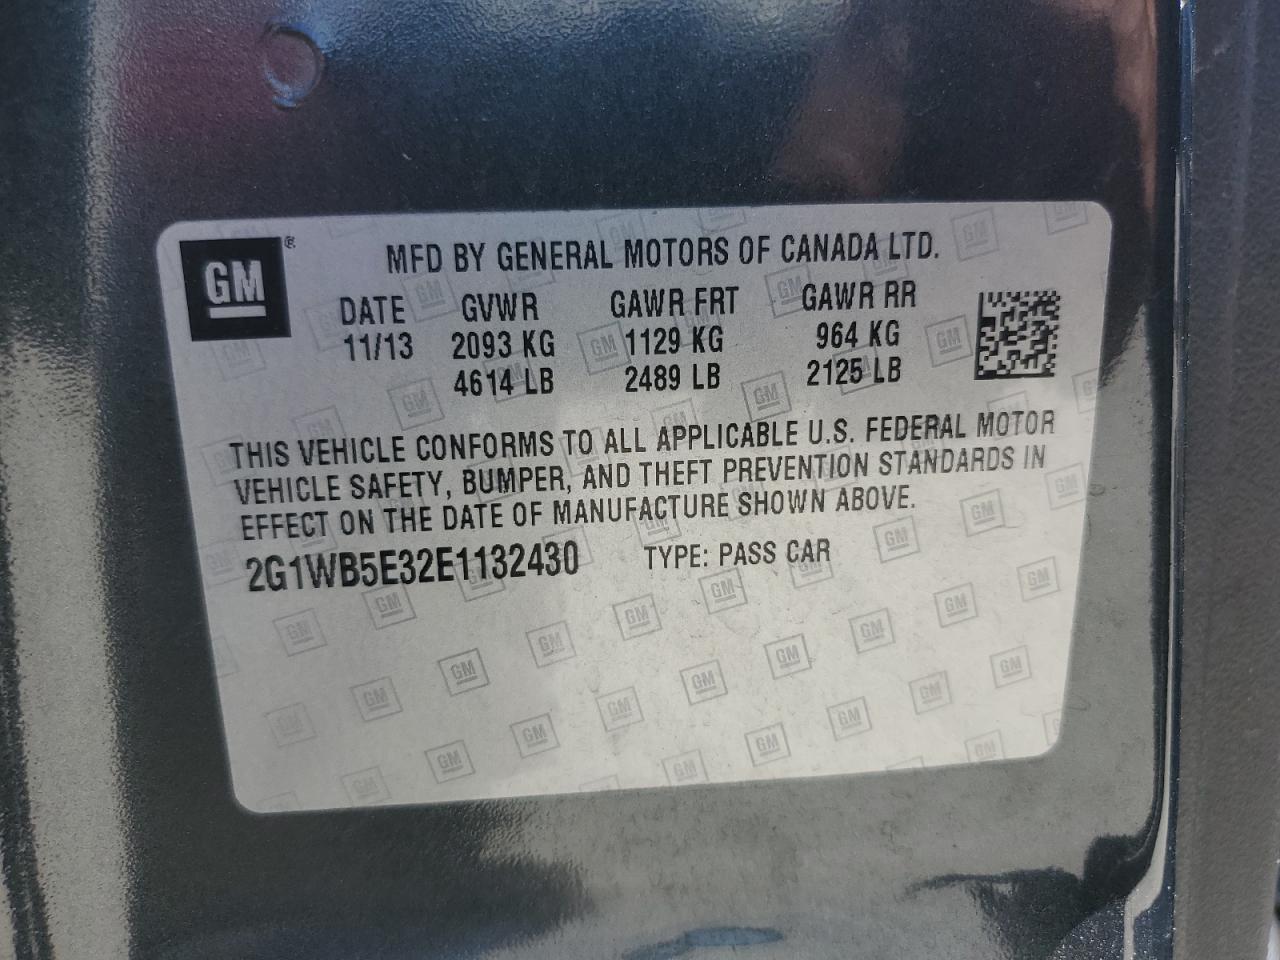 GM ®
MFD BY GENERAL MOTORS OF CANADA LTD.
DATE GVWR GAWR FRT GAWR RR
11/13 2093 KG 1129 KG 964 KG
4614 LB 2489 LB 2125 LB
THIS VEHICLE CONFORMS TO ALL APPLICABLE U.S. FEDERAL MOTOR
VEHICLE SAFETY, BUMPER, AND THEFT PREVENTION STANDARDS IN
EFFECT ON THE DATE OF MANUFACTURE SHOWN ABOVE.
2G1WB5E32E1132430 TYPE: PASS CAR